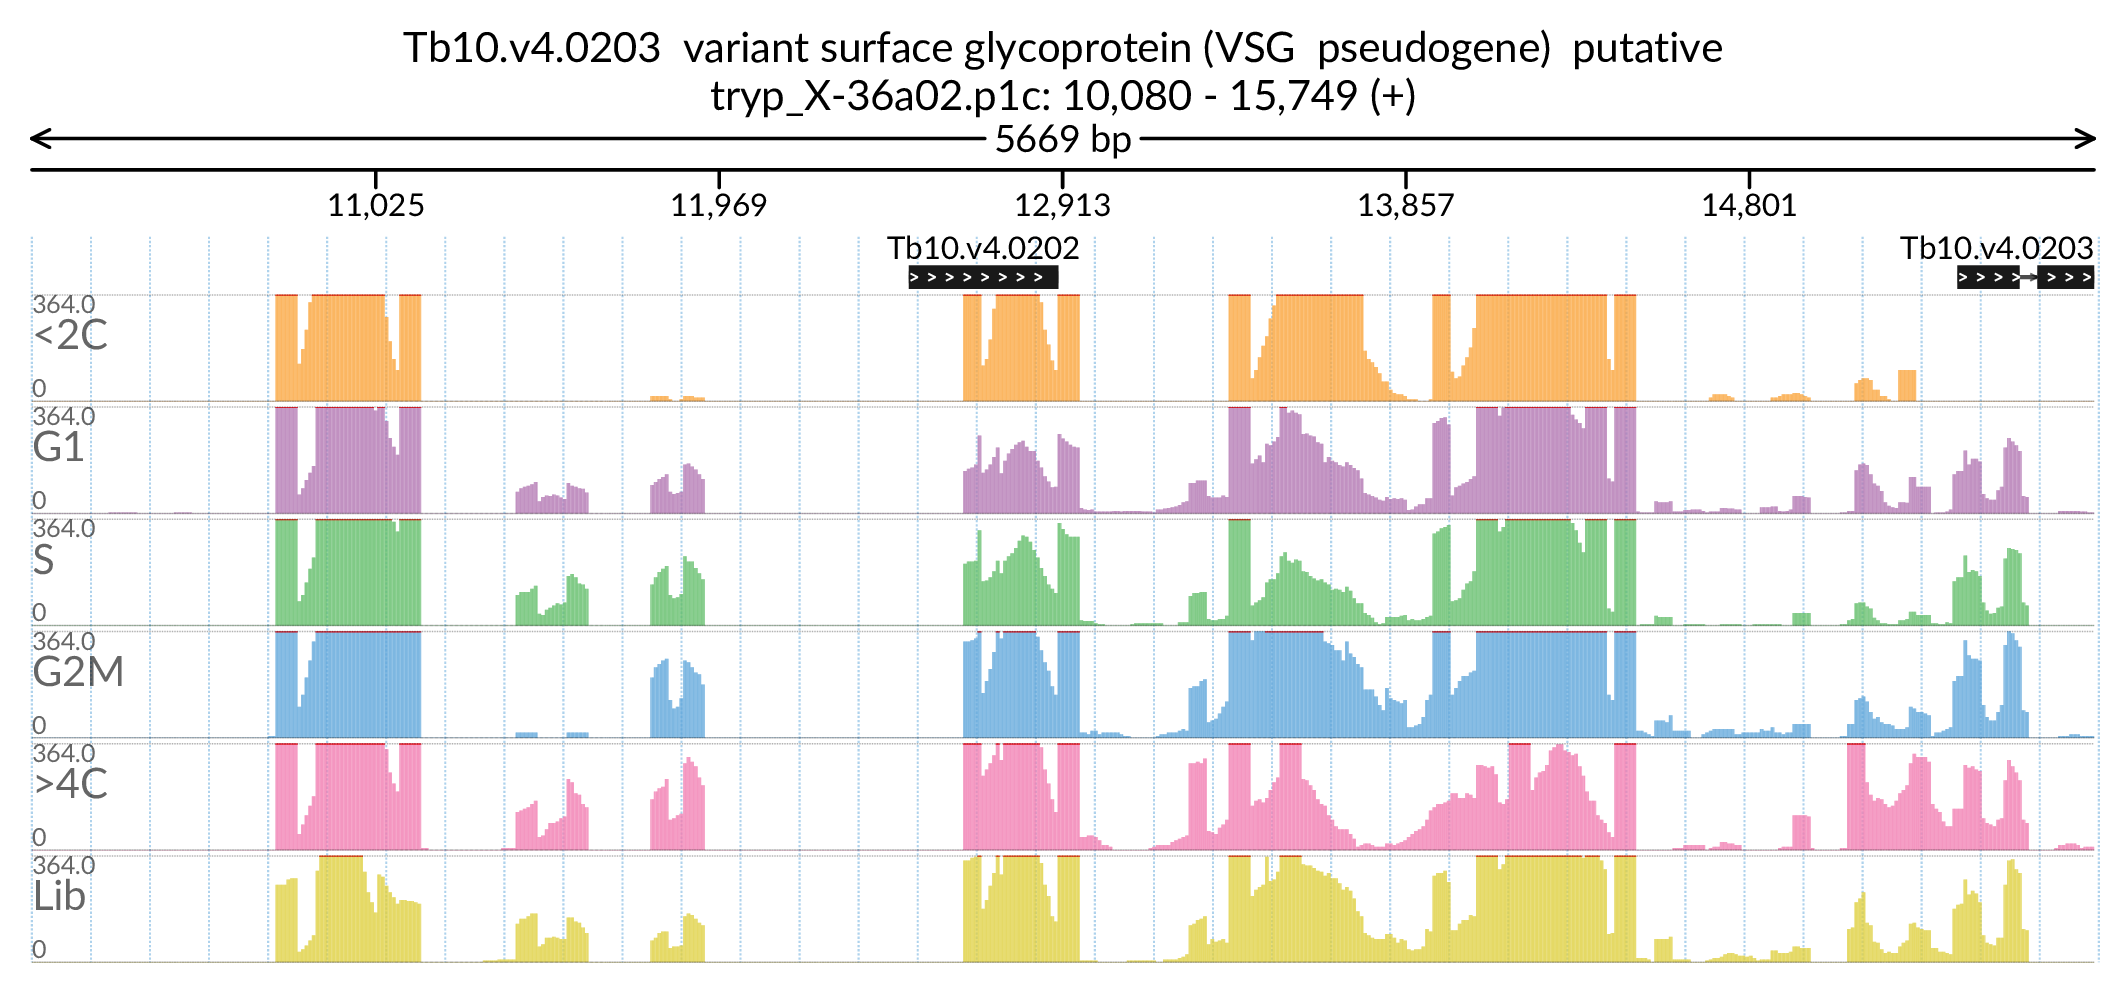 Tb10.v4.0203 variant surface glycoprotein (VSG pseudogene) putative
tryp_X-36a02.p1c: 10,080 - 15,749 (+)
5669 bp
11,025 11,969 12,913 13,857 14,801
Tb10.v4.0202 Tb10.v4.0203
364.0
<2C
0
364.0
G1
0
364.0
S
0
364.0
G2M
0
364.0
>4C
0
364.0
Lib
0